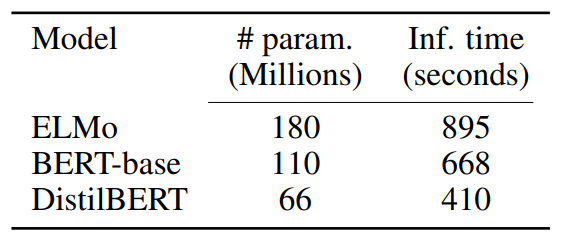 Model # param. Inf. time
(Millions) (seconds)
ELMo 180 895
BERT-base 110 668
DistilBERT 66 410